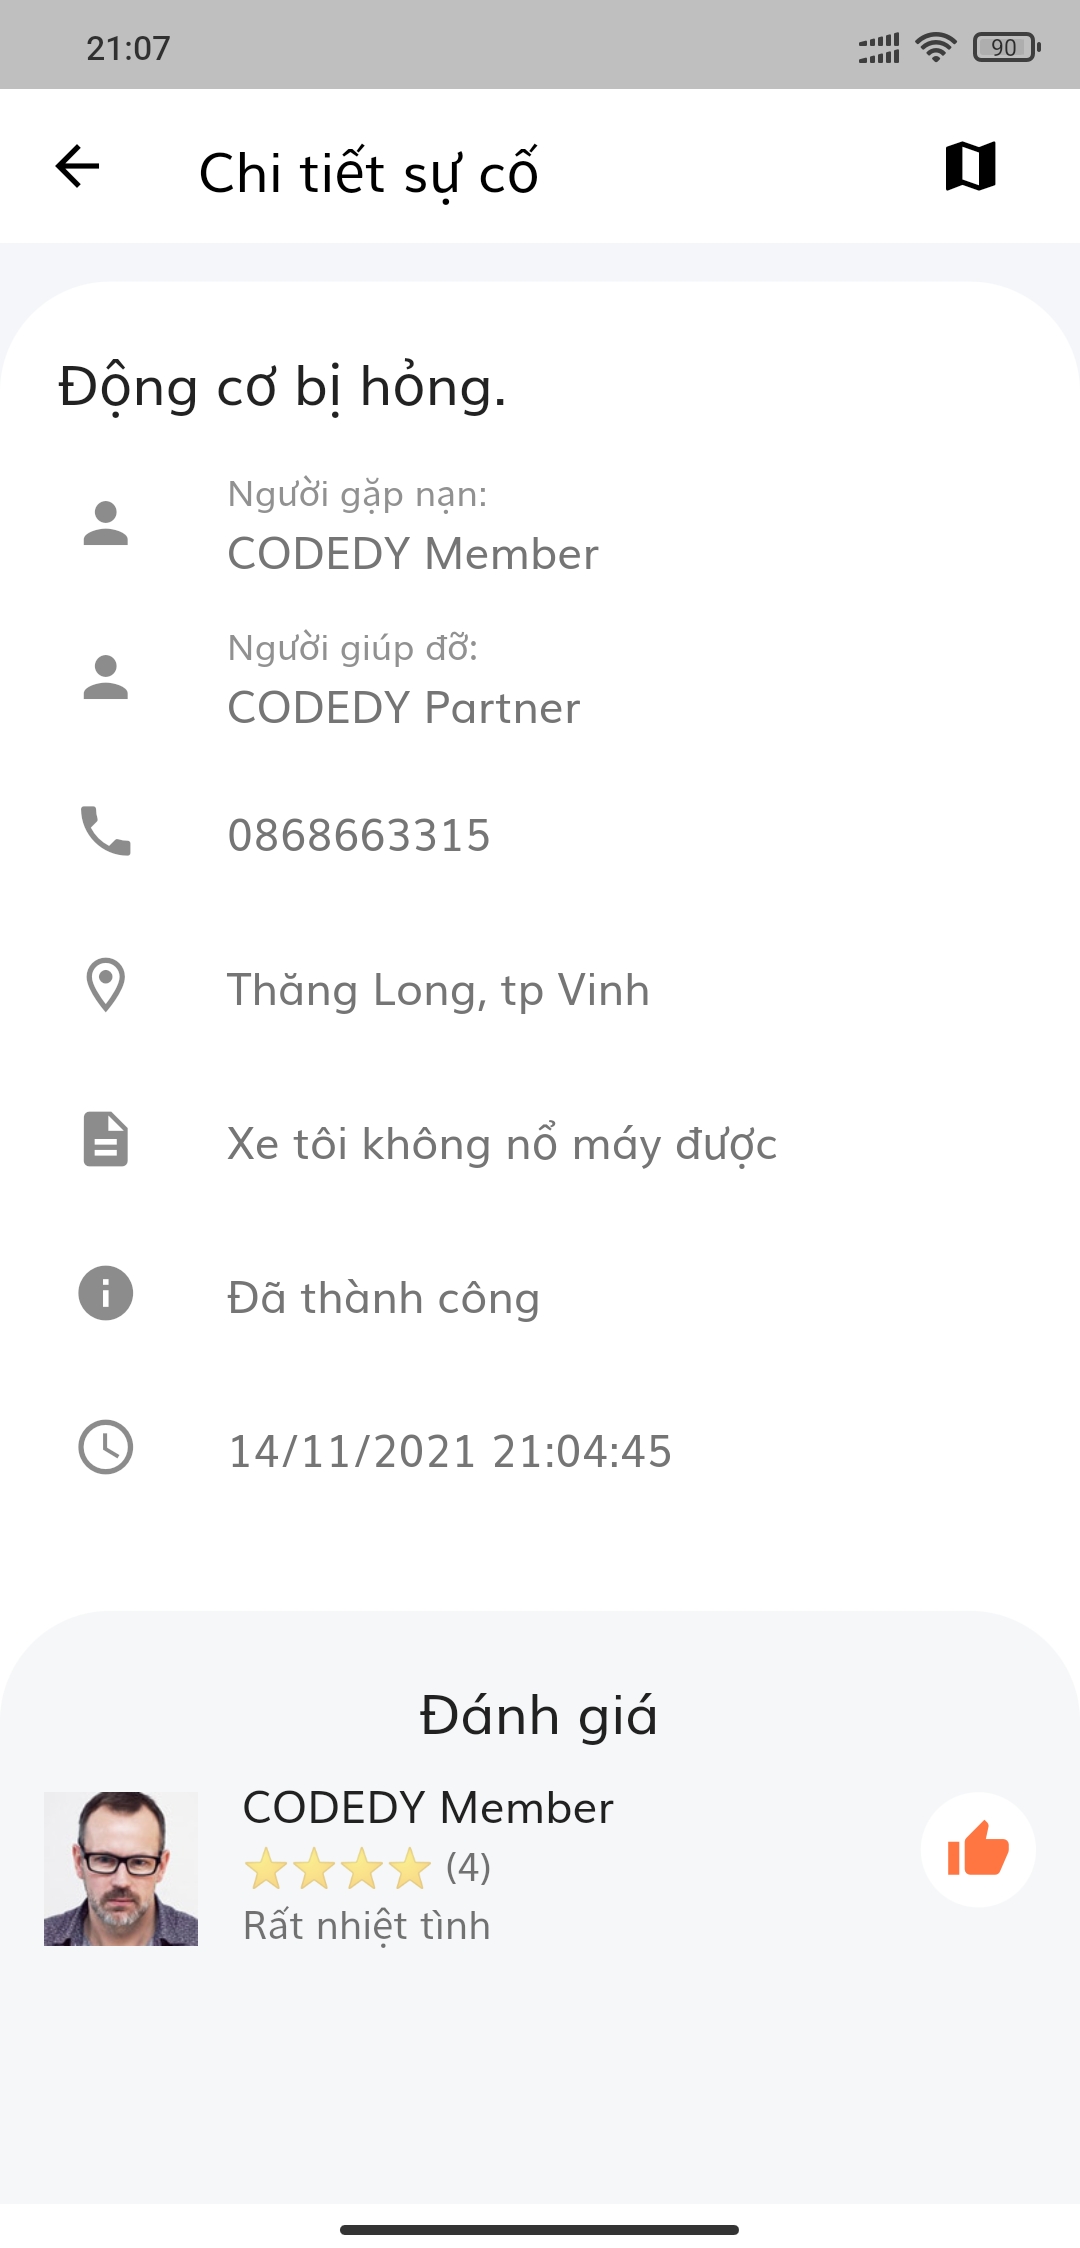 21:07
90
Chi tiết sự cố
Động cơ bị hỏng.
Người gặp nạn:
CODEDY Member
Người giúp đỡ:
CODEDY Partner
0868663315
Thăng Long, tp Vinh
Xe tôi không nổ máy được
Đã thành công
14/11/2021 21:04:45
Đánh giá
CODEDY Member
(4)
Rất nhiệt tình